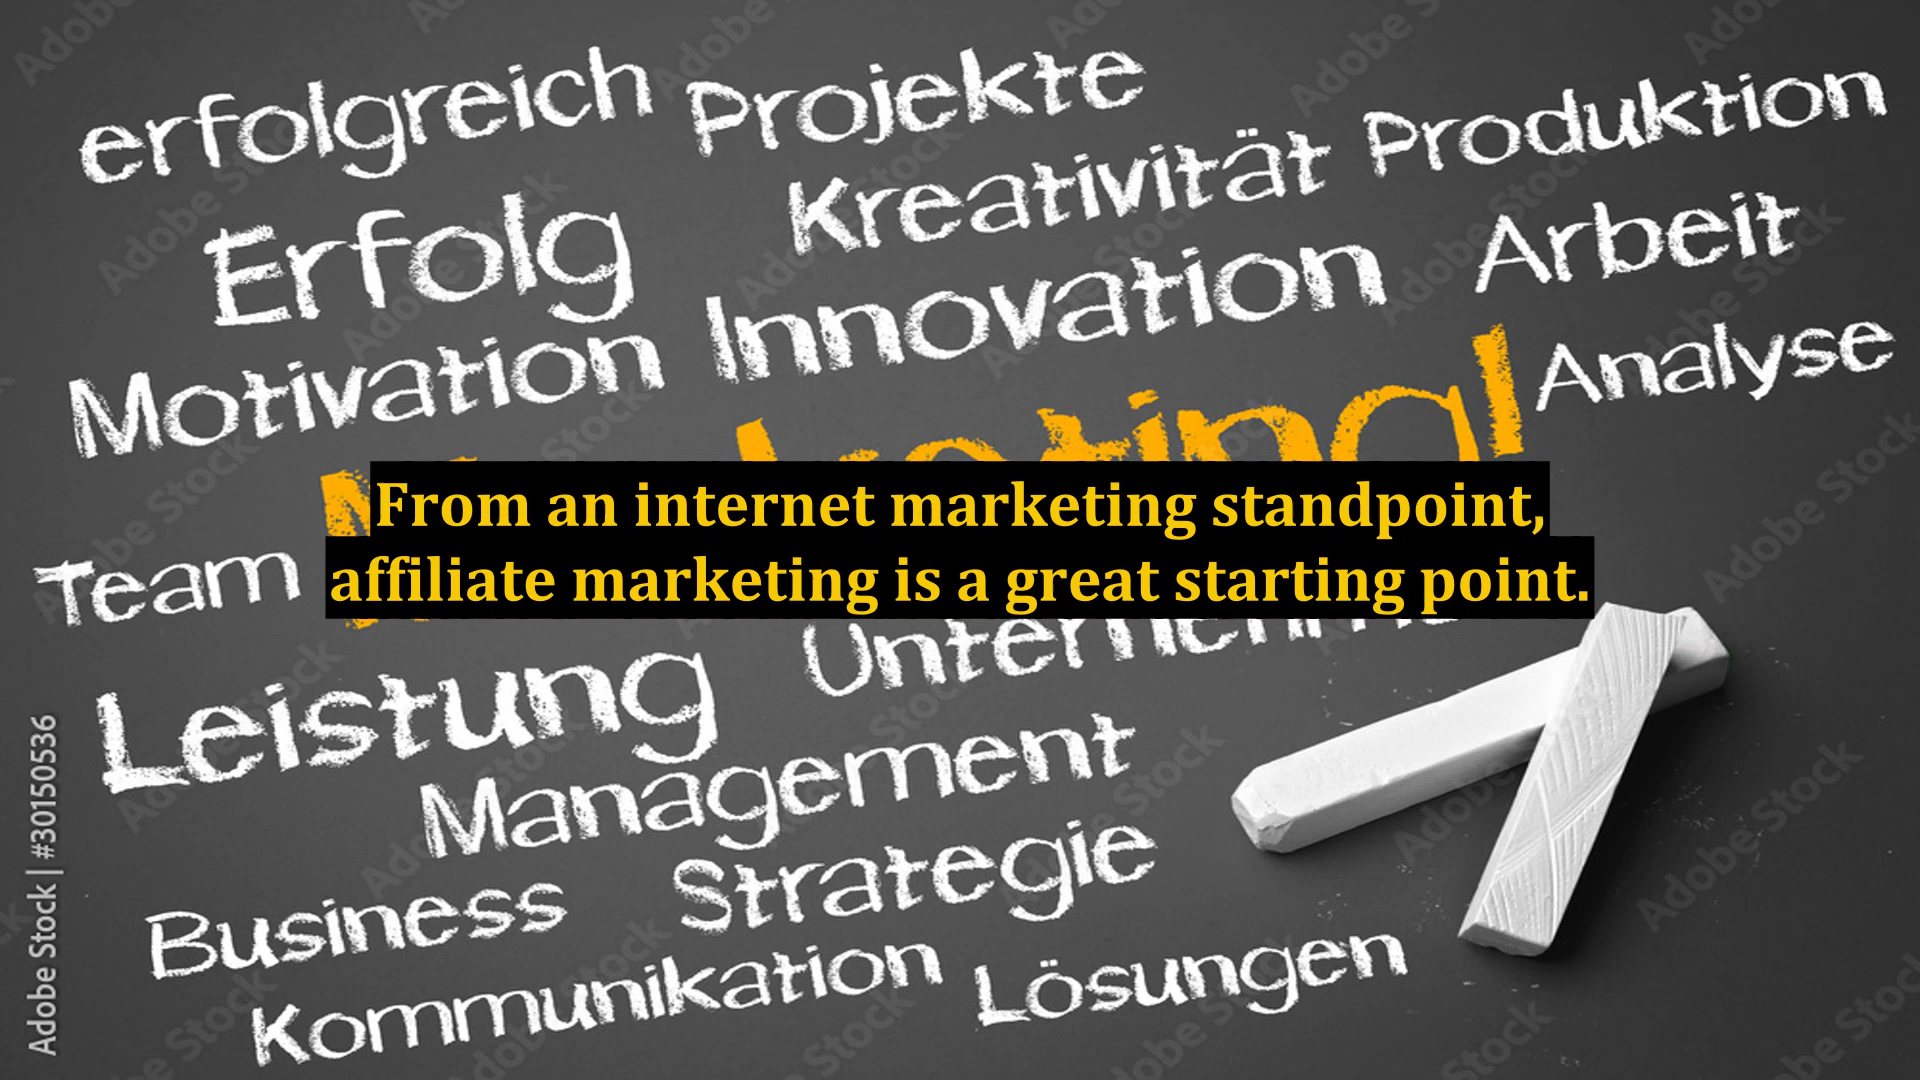 erfolgreich Projekte
Kreativität Produktion
Erfolg
Innovation Arbeit
Motivation
Analyse
From an internet marketing standpoint,
affiliate marketing is a great starting point.
Team
Leistung
Management
Business Strategie
Kommunikation Lösungen
Adobe Stock | #30150536